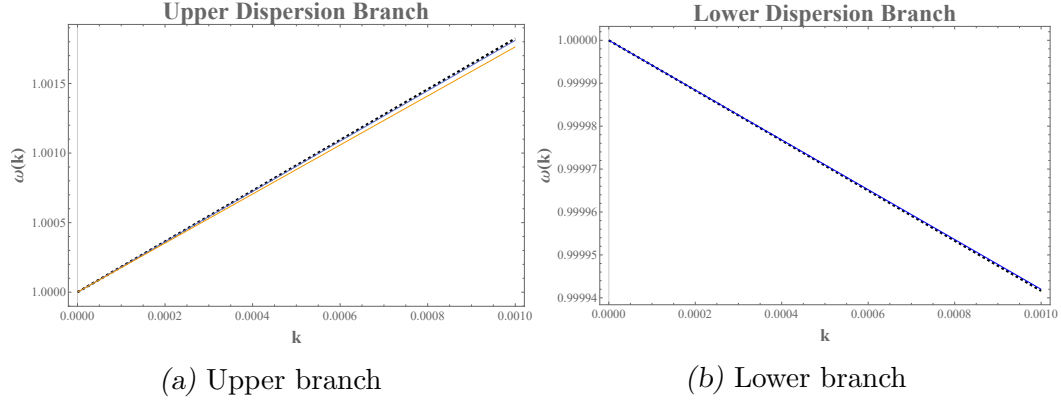 Upper Dispersion Branch
1.0015
1.0010
1.0005
1.0000
ω(k)
0.0000 0.0002 0.0004 0.0006 0.0008 0.0010
k
(a) Upper branch
Lower Dispersion Branch
1.00000
0.99999
0.99998
0.99997
0.99996
0.99995
0.99994
ω(k)
0.0000 0.0002 0.0004 0.0006 0.0008 0.0010
k
(b) Lower branch